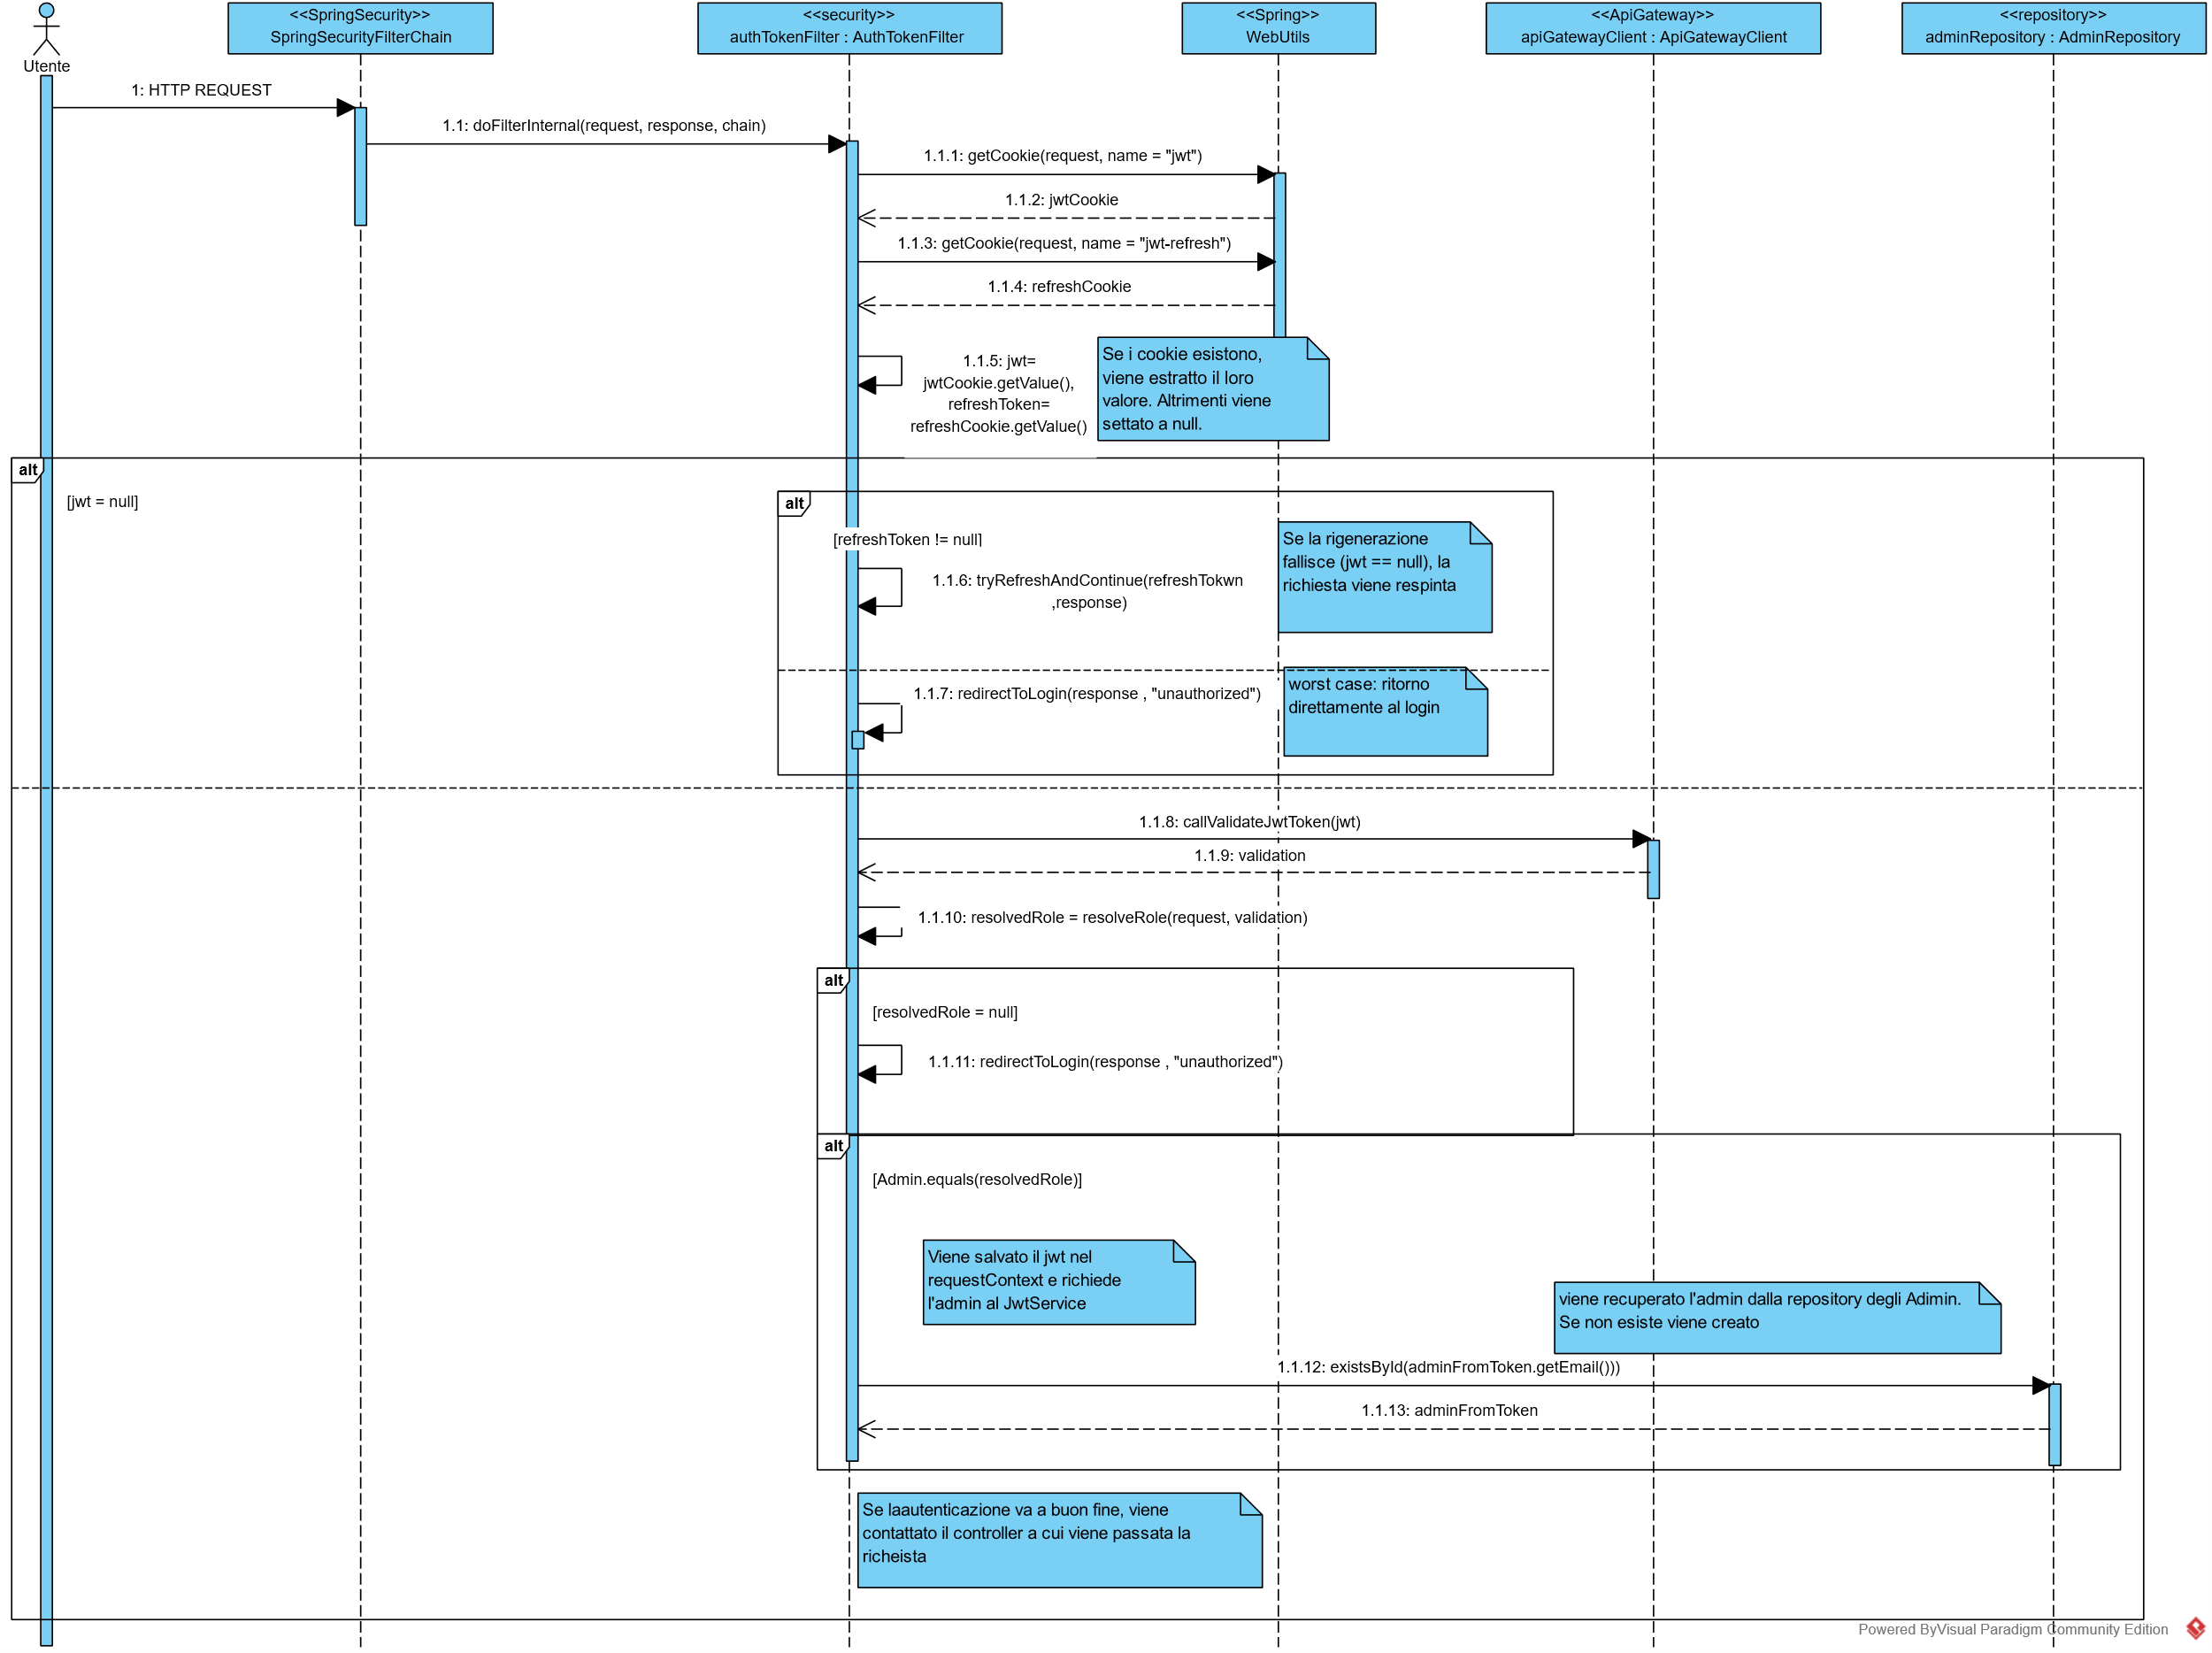 <<SpringSecurity>>
SpringSecurityFilterChain
<<security>>
authTokenFilter : AuthTokenFilter
<<Spring>>
WebUtils
<<ApiGateway>>
apiGatewayClient : ApiGatewayClient
<<repository>>
adminRepository : AdminRepository
Utente
1: HTTP REQUEST
1.1: doFilterInternal(request, response, chain)
1.1.1: getCookie(request, name = "jwt")
1.1.2: jwtCookie
1.1.3: getCookie(request, name = "jwt-refresh")
1.1.4: refreshCookie
1.1.5: jwt=
jwtCookie.getValue(),
refreshToken=
refreshCookie.getValue()
Se i cookie esistono,
viene estratto il loro
valore. Altrimenti viene
settato a null.
alt
[jwt = null]
alt
[refreshToken != null]
Se la rigenerazione
fallisce (jwt == null), la
richiesta viene respinta
1.1.6: tryRefreshAndContinue(refreshTokwn
,response)
1.1.7: redirectToLogin(response , "unauthorized")
worst case: ritorno
direttamente al login
1.1.8: callValidateJwtToken(jwt)
1.1.9: validation
1.1.10: resolvedRole = resolveRole(request, validation)
alt
[resolvedRole = null]
1.1.11: redirectToLogin(response , "unauthorized")
alt
[Admin.equals(resolvedRole)]
Viene salvato il jwt nel
requestContext e richiede
l'admin al JwtService
viene recuperato l'admin dalla repository degli Adimin.
Se non esiste viene creato
1.1.12: existsById(adminFromToken.getEmail()))
1.1.13: adminFromToken
Se laautenticazione va a buon fine, viene
contattato il controller a cui viene passata la
richeista
Powered ByVisual Paradigm Community Edition